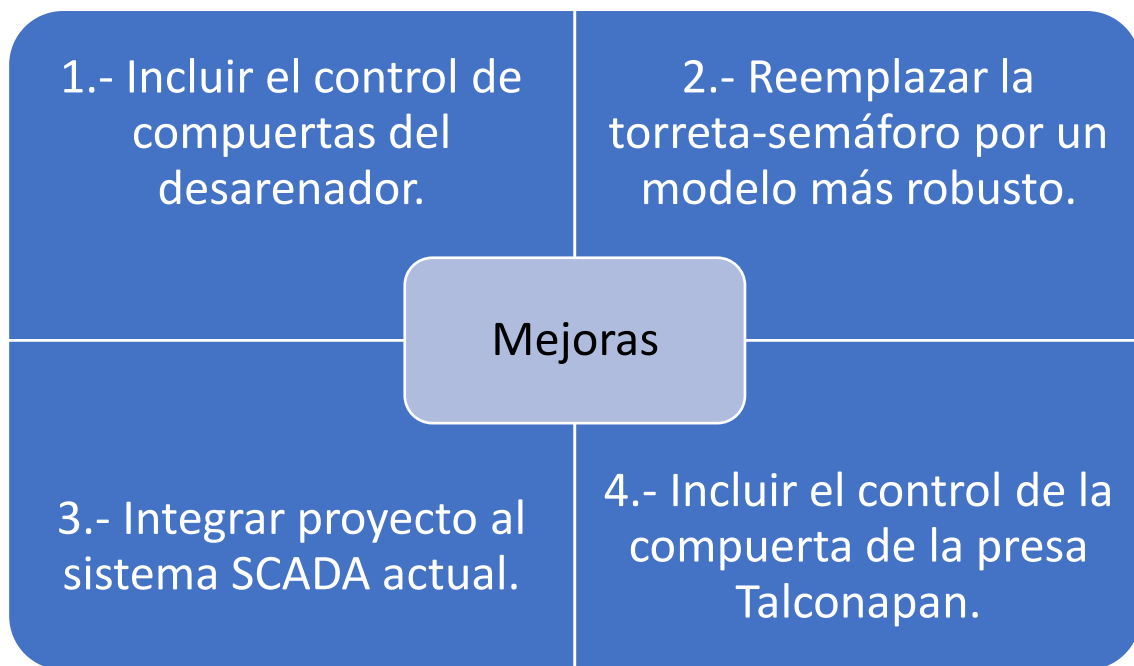 1.- Incluir el control de
compuertas del
desarenador.
2.- Reemplazar la
torreta-semáforo por un
modelo más robusto.
Mejoras
3.- Integrar proyecto al
sistema SCADA actual.
4.- Incluir el control de la
compuerta de la presa
Talconapan.